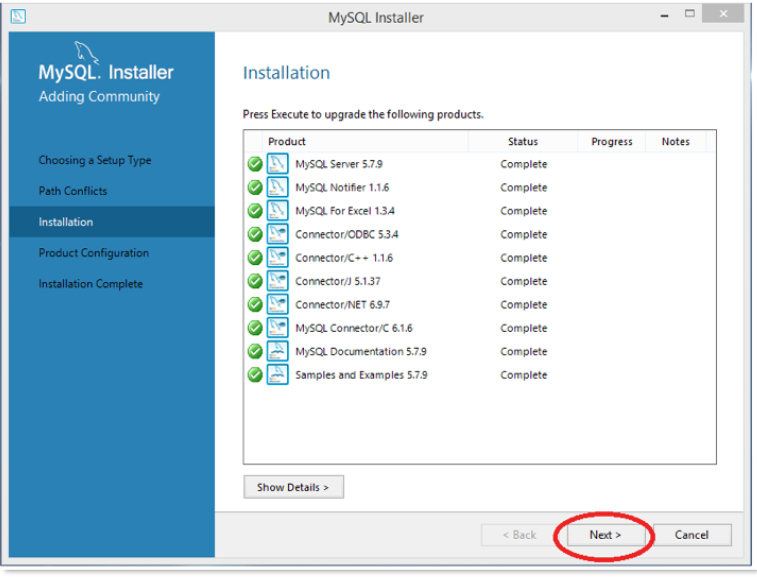 MySQL Installer
MySQL. Installer
Adding Community
Choosing a Setup Type
Path Conflicts
Installation
Product Configuration
Installation Complete
Installation
Press Execute to upgrade the following products.
Product Status Progress Notes
MySQL Server 5.7.9 Complete
MySQL Notifier 1.1.6 Complete
MySQL For Excel 1.3.4 Complete
Connector/ODBC 5.3.4 Complete
Connector/C++ 1.1.6 Complete
Connector/J 5.1.37 Complete
Connector/NET 6.9.7 Complete
MySQL Connector/C 6.1.6 Complete
MySQL Documentation 5.7.9 Complete
Samples and Examples 5.7.9 Complete
Show Details >
< Back Next > Cancel